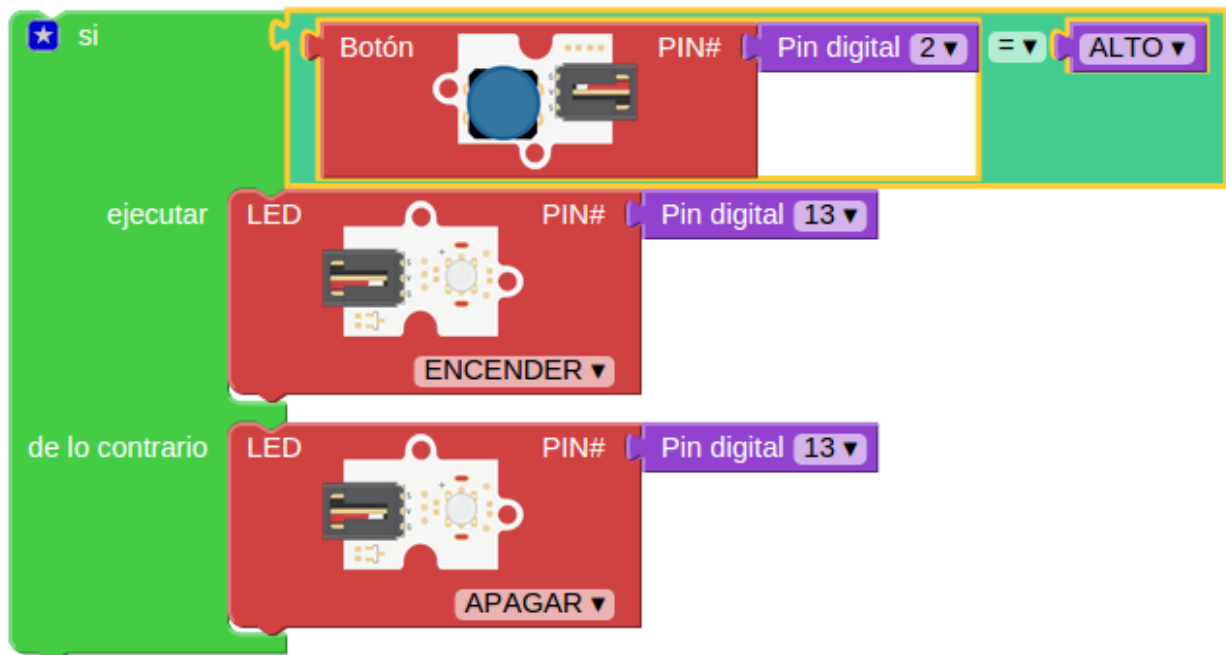 si Botón PIN# Pin digital 2 = ALTO
ejecutar LED PIN# Pin digital 13
ENCENDER
de lo contrario LED PIN# Pin digital 13
APAGAR